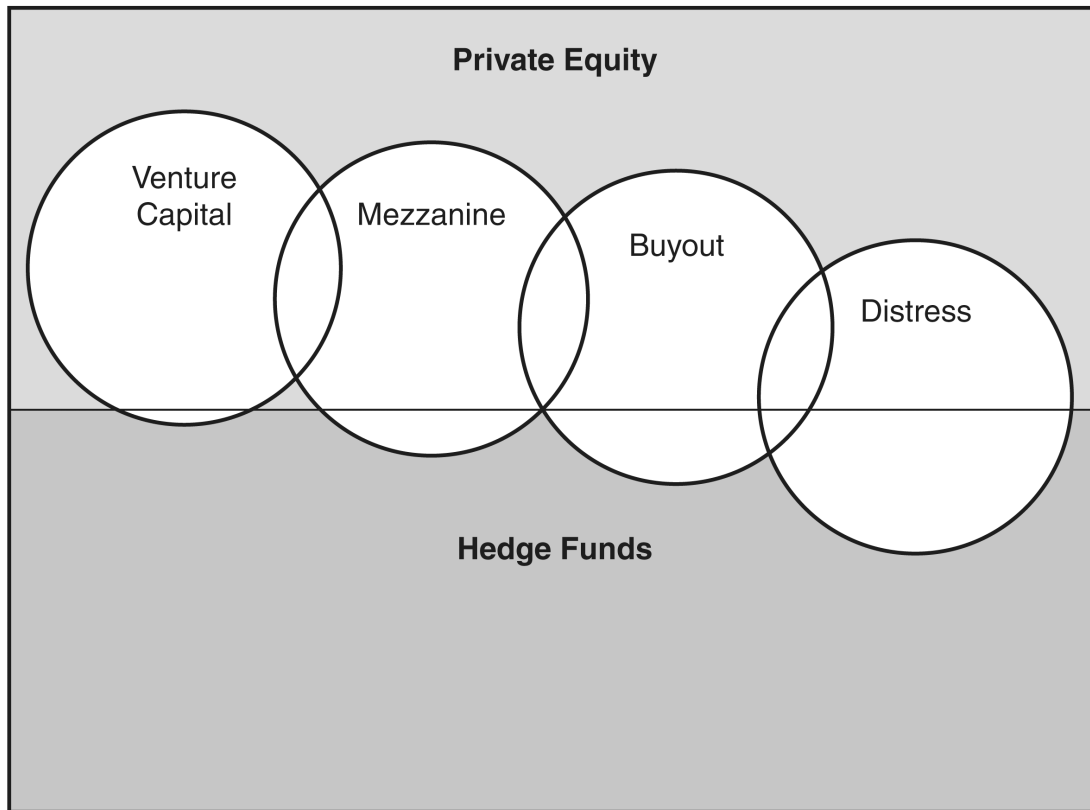 Private Equity
Venture
Capital
Mezzanine
Buyout
Distress
Hedge Funds